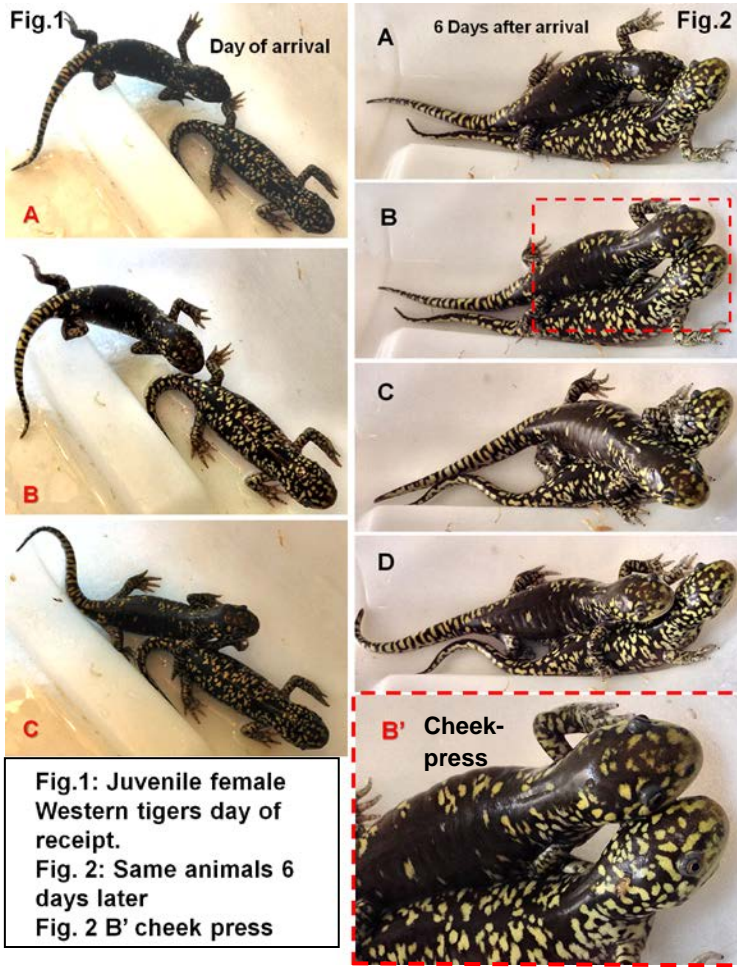 Fig.1
Day of arrival
A
B
C
Fig.1: Juvenile female
Western tigers day of
receipt.
Fig. 2: Same animals 6
days later
Fig. 2 B' cheek press
6 Days after arrival
Fig.2
A
B
C
D
B'
Cheek-
press